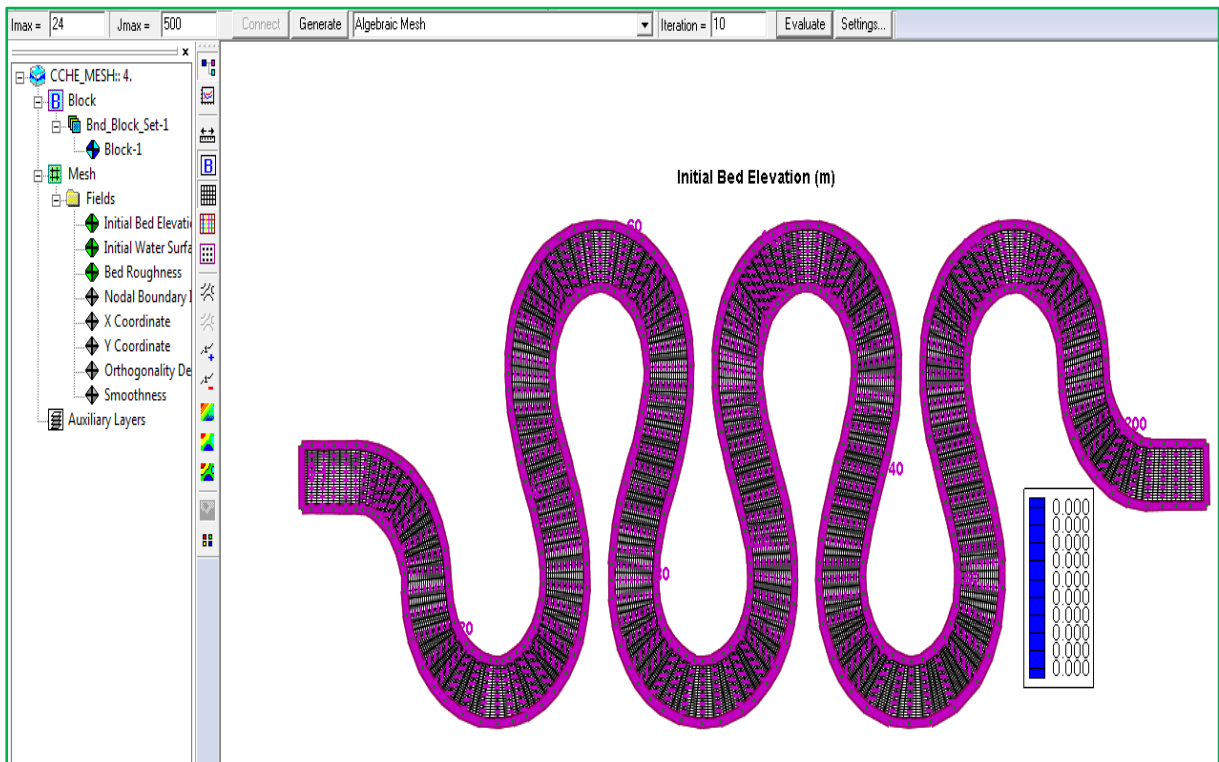 Imax = 24 Jmax = 500 Connect Generate Algebraic Mesh Iteration = 10 Evaluate Settings...
x
CCHE_MESH:: 4.
B Block
Bnd_Block_Set-1
Block-1
Mesh
Fields
Initial Bed Elevati
Initial Water Surfa
Bed Roughness
Nodal Boundary I
X Coordinate
Y Coordinate
Orthogonality De
Smoothness
Auxiliary Layers
B
Initial Bed Elevation (m)
60
200
40
80
20
0.000
0.000
0.000
0.000
0.000
0.000
0.000
0.000
0.000
0.000